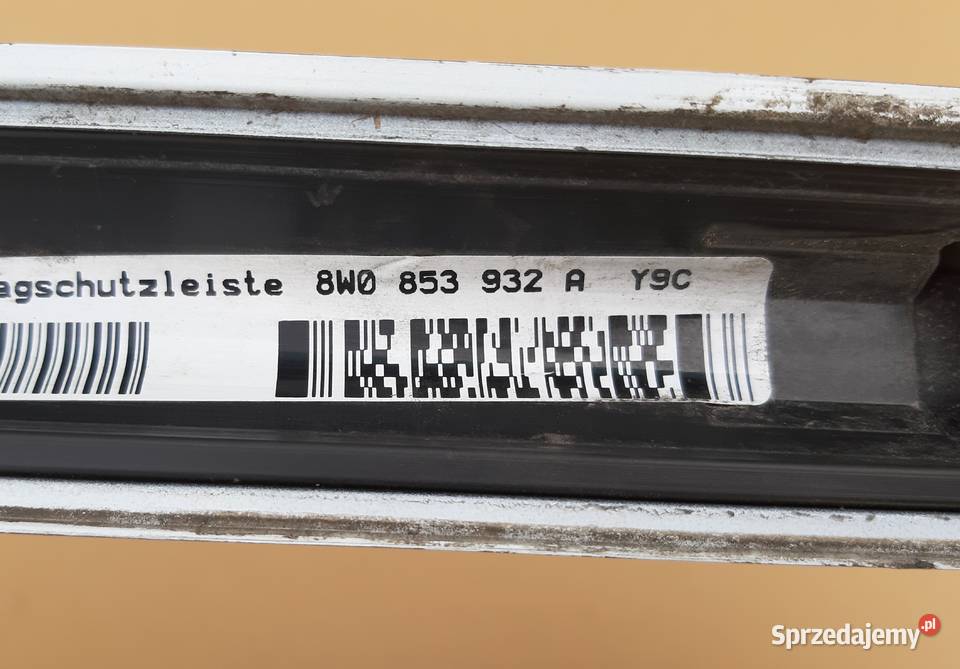 agschutzleiste 8W0 853 932 A Y9C
Sprzedajemy.pl